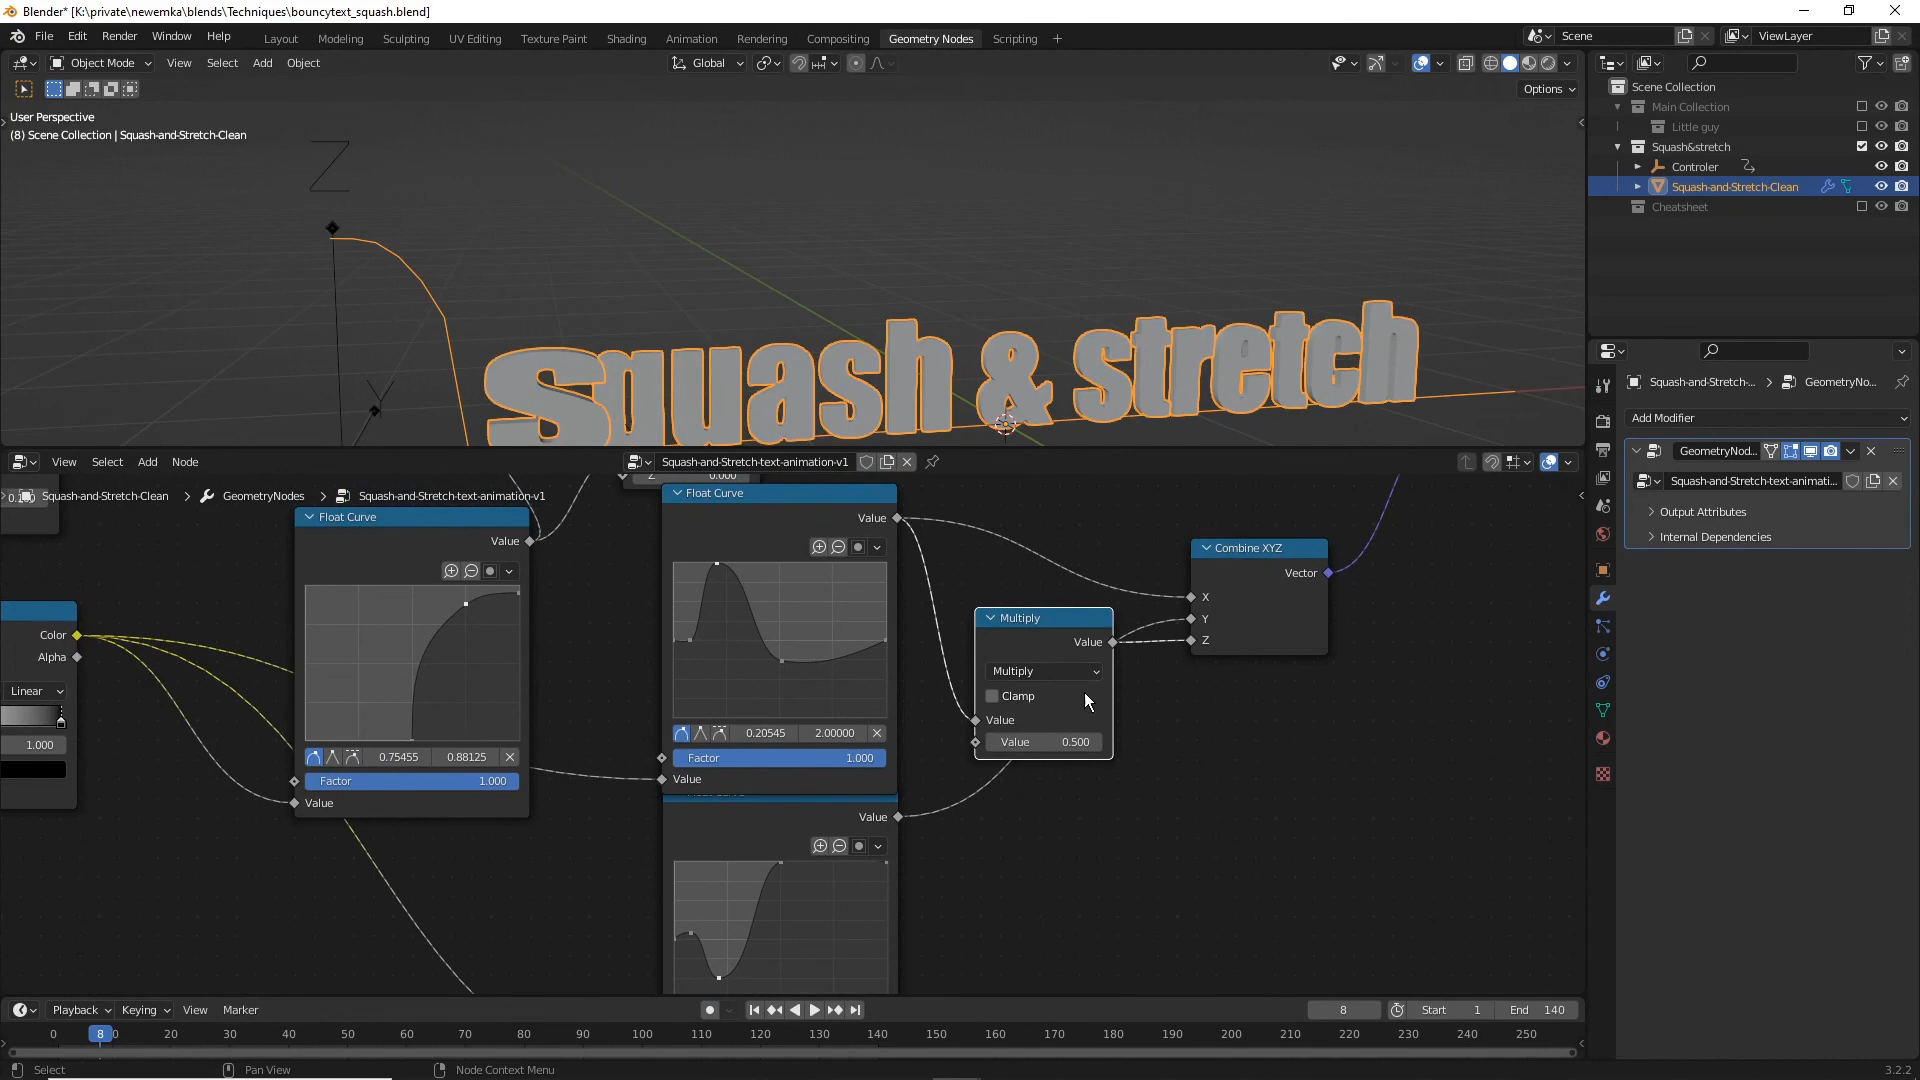 Blender* [K:\private\newemka\blends\Techniques\bouncytext_squash.blend]
File Edit Render Window Help Layout Modeling Sculpting UV Editing Texture Paint Shading Animation Rendering Compositing Geometry Nodes Scripting Scene ViewLayer
Object Mode View Select Add Object Global
Options
User Perspective
(8) Scene Collection | Squash-and-Stretch-Clean
Z
Y
Squash & stretch
Scene Collection
Main Collection
Little guy
Squash&stretch
Controler
Squash-and-Stretch-Clean
Cheatsheet
Squash-and-Stretch-... GeometryNo...
Add Modifier
GeometryNod...
Squash-and-Stretch-text-animati...
Output Attributes
Internal Dependencies
View Select Add Node Squash-and-Stretch-text-animation-v1
Squash-and-Stretch-Clean GeometryNodes Squash-and-Stretch-text-animation-v1
Z 0.000
Color
Alpha
Linear
1.000
Float Curve
Value
0.75455 0.88125
Factor 1.000
Value
Float Curve
Value
0.20545 2.00000
Factor 1.000
Value
Value
Multiply
Value
Multiply
Clamp
Value
Value 0.500
Combine XYZ
Vector
X
Y
Z
Playback Keying View Marker 8 Start 1 End 140
0 8 20 30 40 50 60 70 80 90 100 110 120 130 140 150 160 170 180 190 200 210 220 230 240 250
Select Pan View Node Context Menu 3.2.2